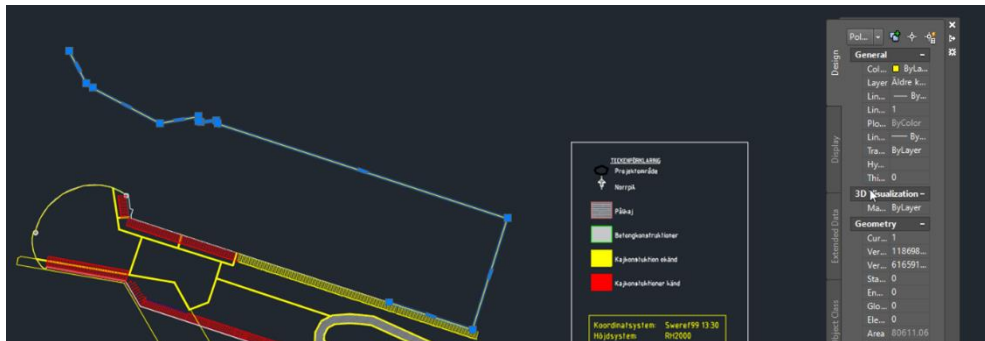 TECKENFÖRKLARING
Projektområde
Norrpil
Pålkaj
Betongkonstruktioner
Kajkonstruktion okänd
Kajkonstruktioner känd
Koordinatsystem: Sweref99 13:30
Höjdsystem RH2000
Pol...
Design
Display
Extended Data
bject Class
General
Col... ByLa...
Layer Äldre k...
Lin... By...
Lin... 1
Plo... ByColor
Lin... By...
Tra... ByLayer
Hy...
Thi... 0
3D Visualization
Ma... ByLayer
Geometry
Cur... 1
Ver... 118698...
Ver... 616591...
Sta... 0
En... 0
Glo... 0
Ele... 0
Area 80611.06